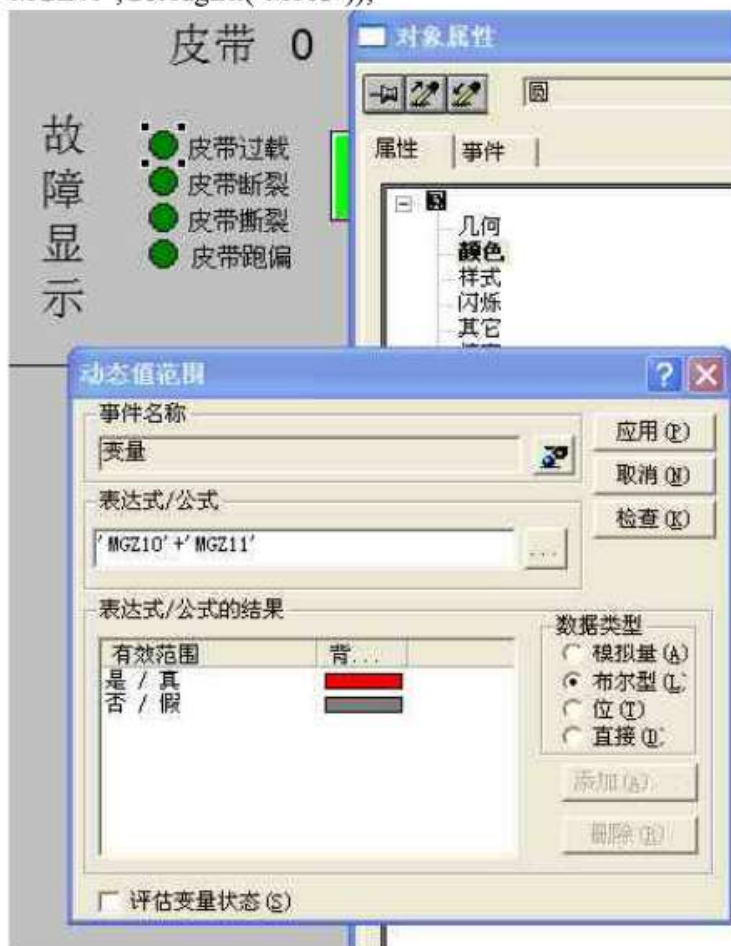 皮带 0
故障显示
皮带过载
皮带断裂
皮带撕裂
皮带跑偏
对象属性
圆
属性 事件
几何
颜色
样式
闪烁
其它
动态值范围
事件名称
变量
应用(P)
取消(N)
检查(K)
表达式/公式
'MGZ10'+'MGZ11'
...
表达式/公式的结果
有效范围 背...
是 / 真
否 / 假
数据类型
模拟量(A)
布尔型(L)
位(T)
直接(D)
添加(A)
删除(R)
评估变量状态(S)